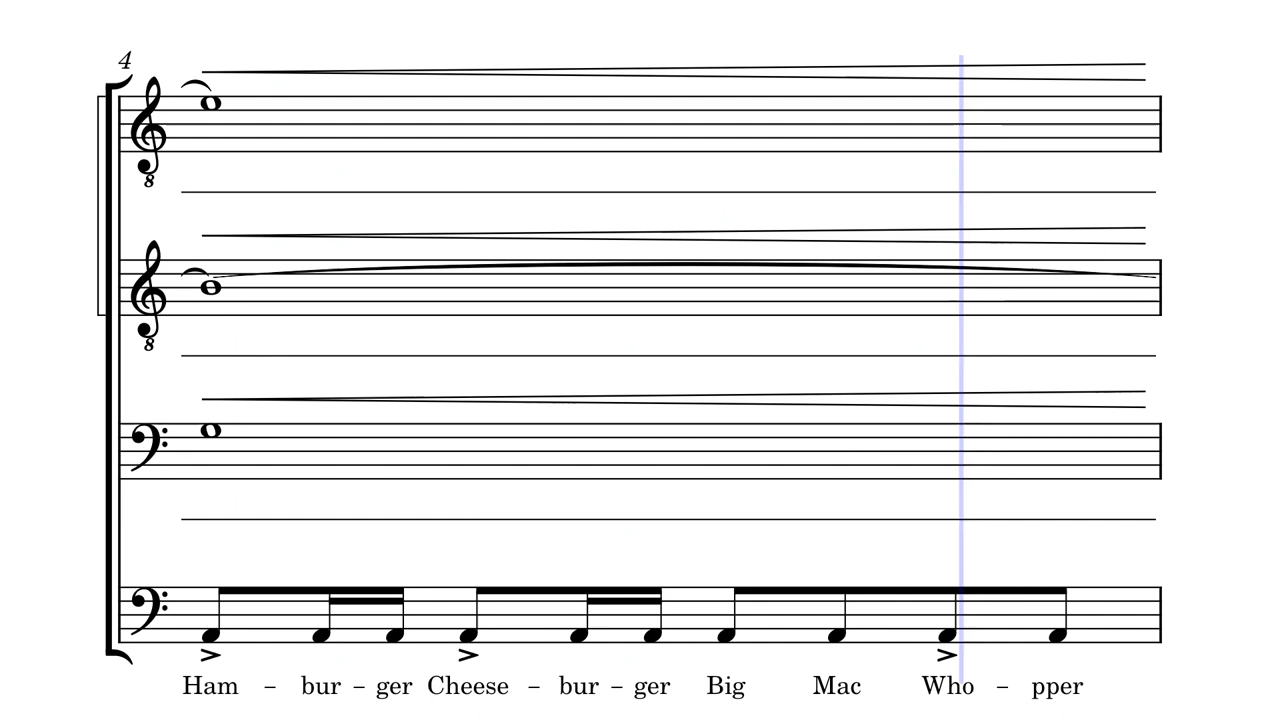 4
8
8
Ham – bur – ger Cheese – bur – ger Big Mac Who – pper